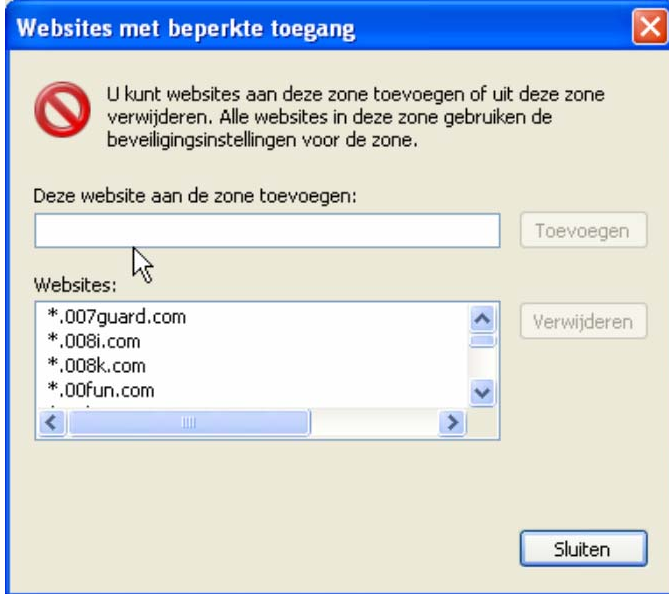 Websites met beperkte toegang
U kunt websites aan deze zone toevoegen of uit deze zone
verwijderen. Alle websites in deze zone gebruiken de
beveiligingsinstellingen voor de zone.
Deze website aan de zone toevoegen:
Toevoegen
Websites:
*.007guard.com
*.008i.com
*.008k.com
*.00fun.com
Verwijderen
Sluiten